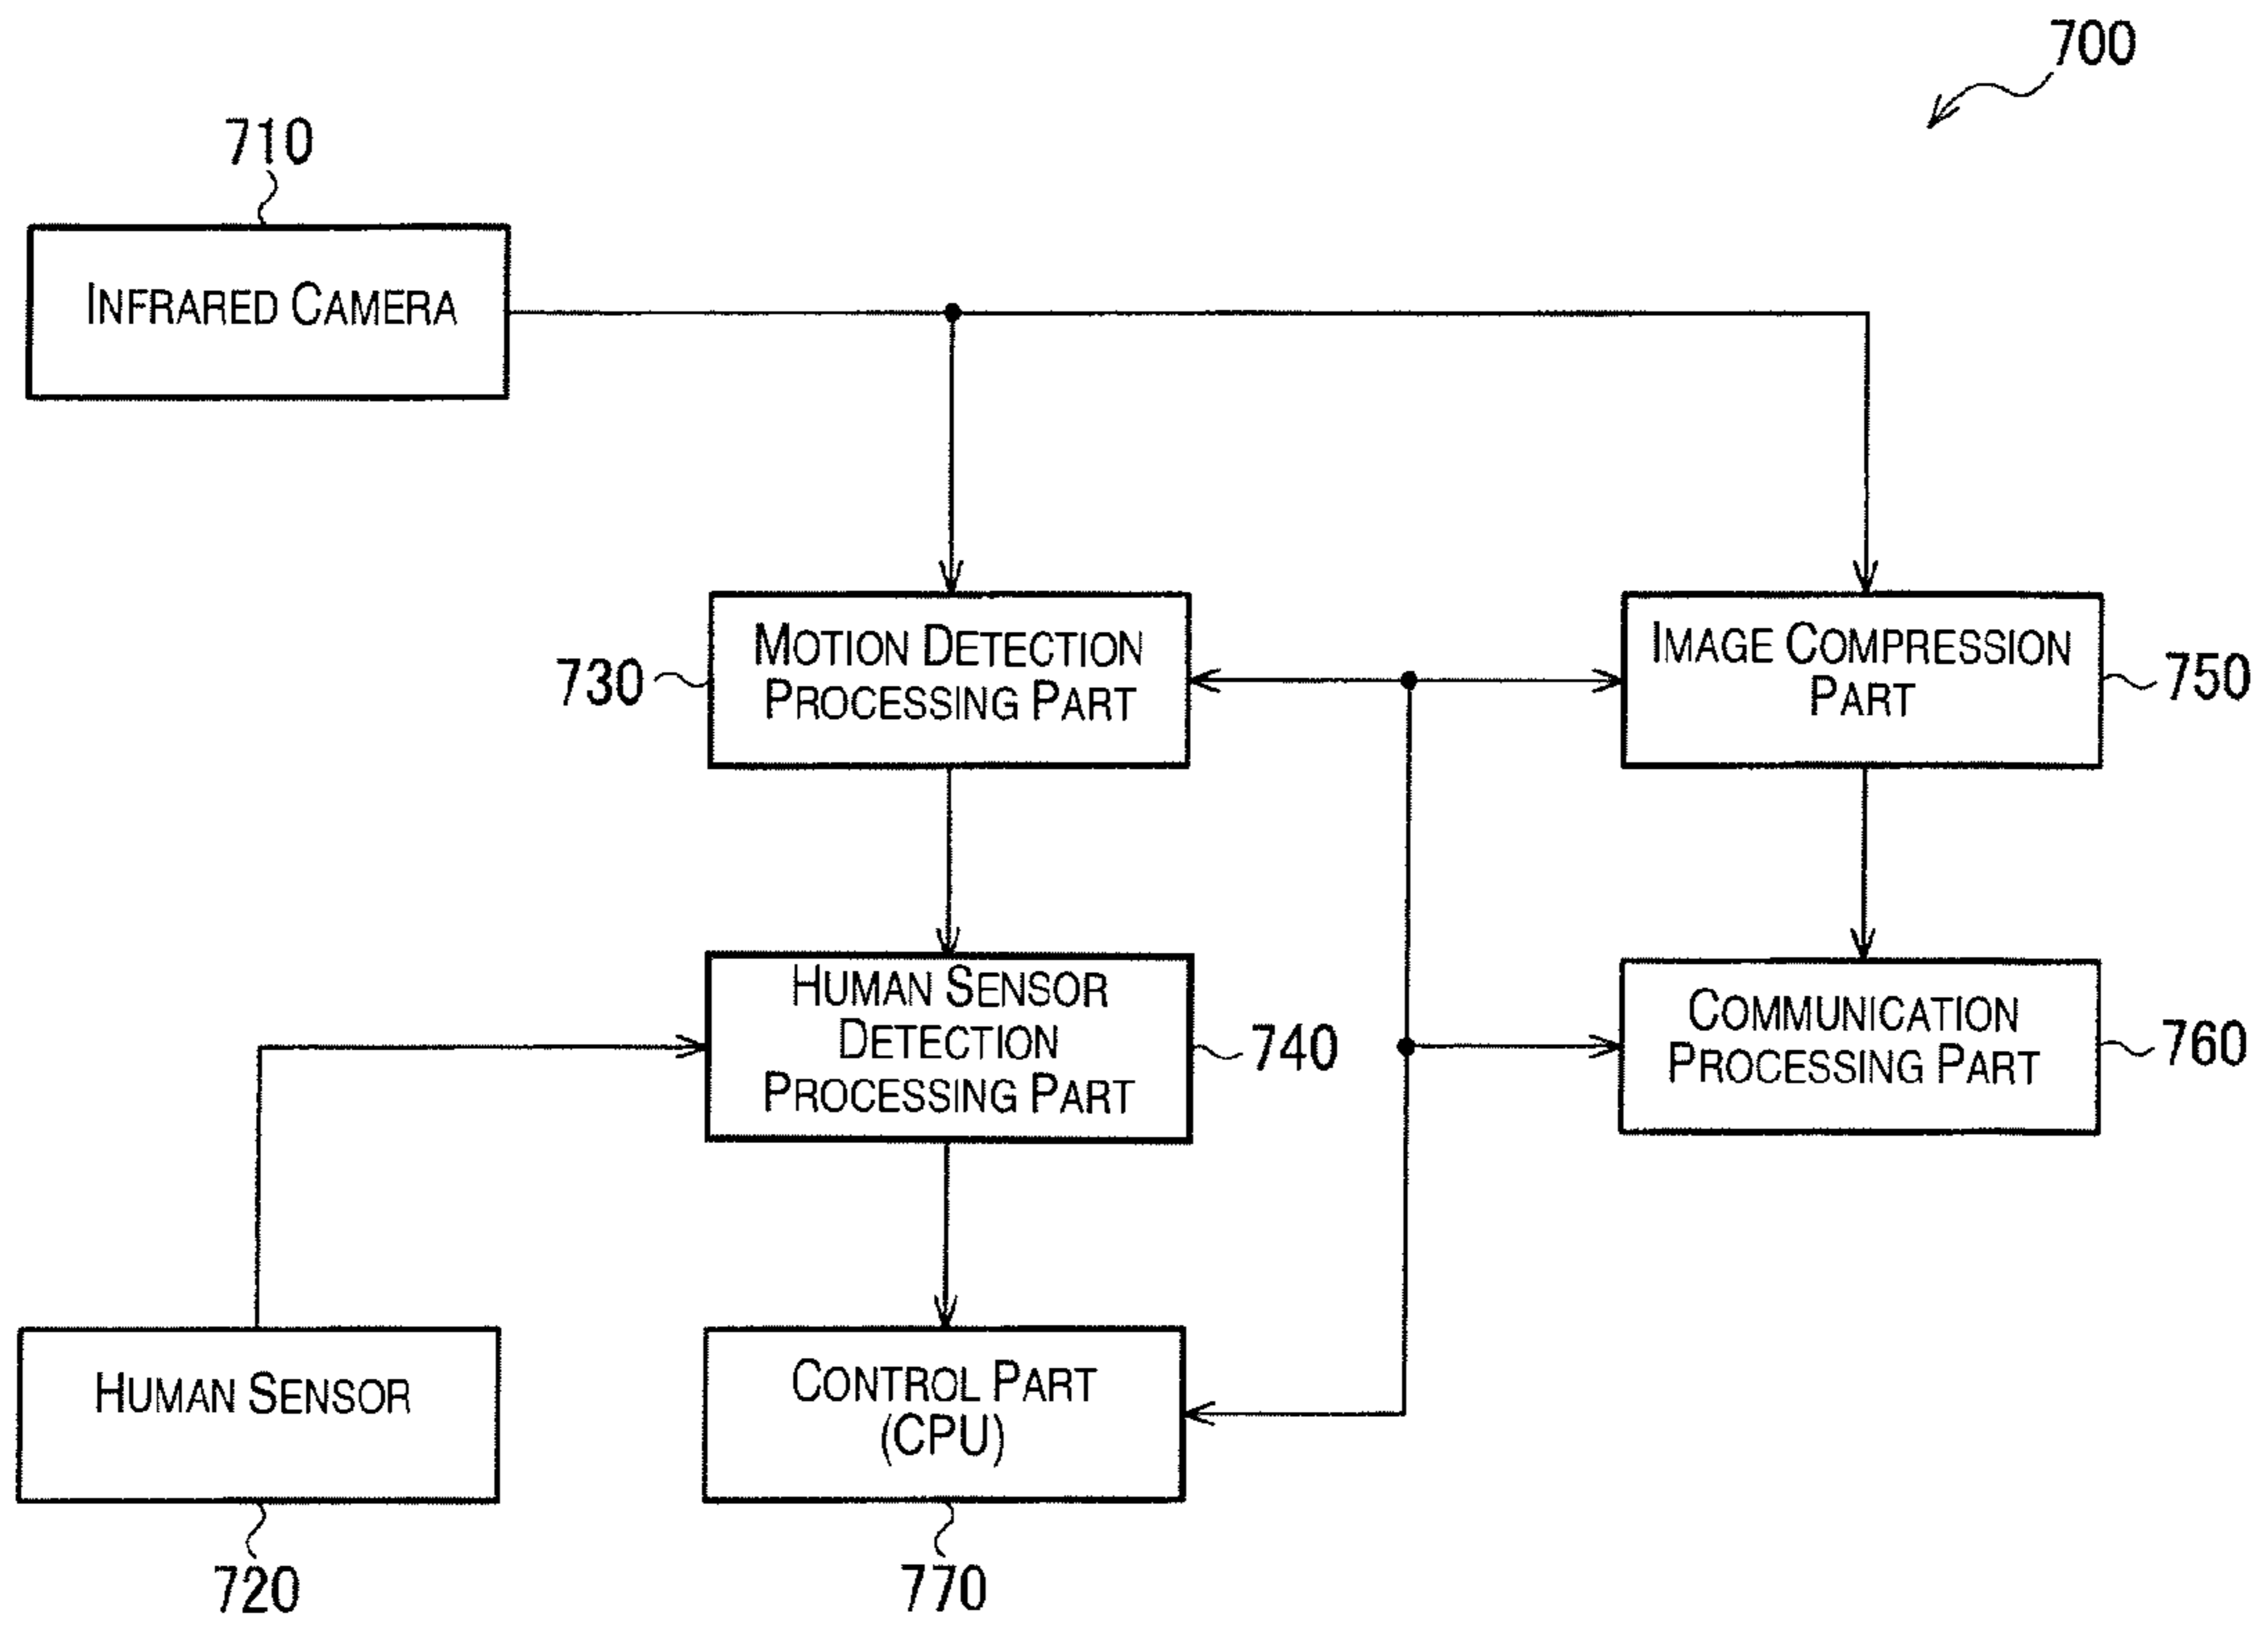 700
710
INFRARED CAMERA
MOTION DETECTION
PROCESSING PART
730
IMAGE COMPRESSION
PART
750
HUMAN SENSOR
DETECTION
PROCESSING PART
740
COMMUNICATION
PROCESSING PART
760
HUMAN SENSOR
720
CONTROL PART
(CPU)
770